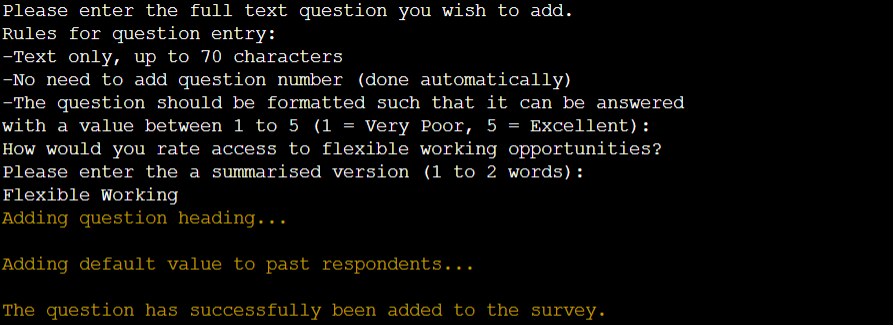 Please enter the full text question you wish to add.
Rules for question entry:
-Text only, up to 70 characters
-No need to add question number (done automatically)
-The question should be formatted such that it can be answered
with a value between 1 to 5 (1 = Very Poor, 5 = Excellent):
How would you rate access to flexible working opportunities?
Please enter the a summarised version (1 to 2 words):
Flexible Working
Adding question heading...
Adding default value to past respondents...
The question has successfully been added to the survey.